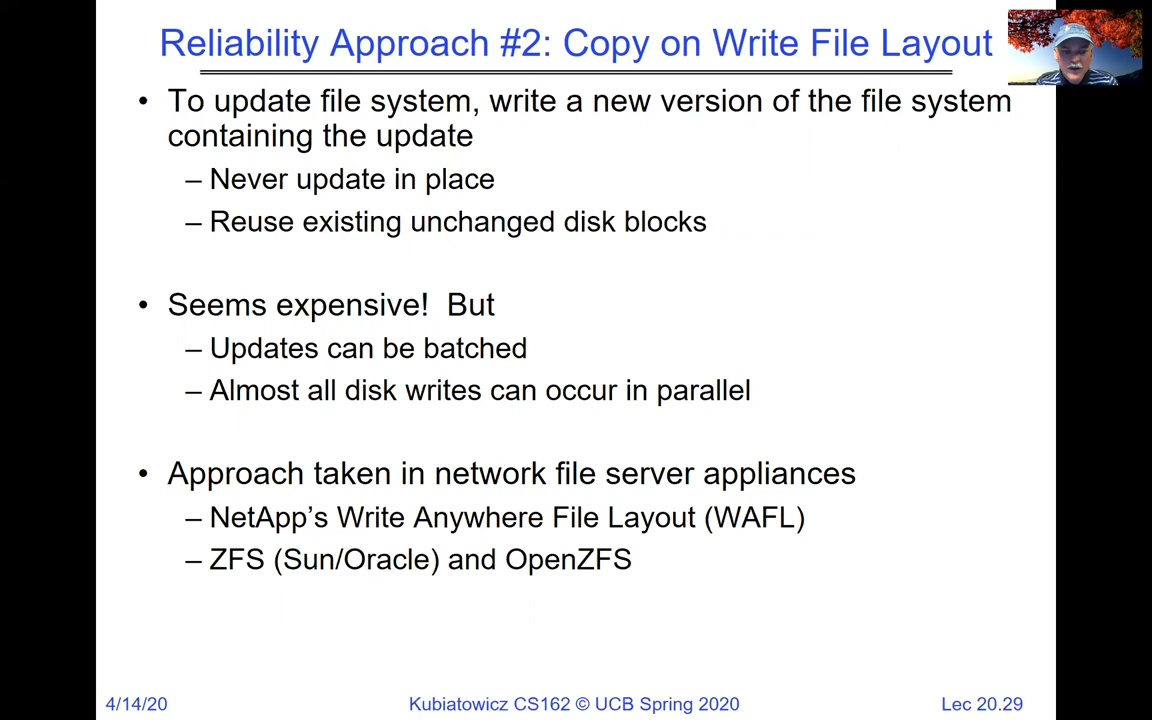 Reliability Approach #2: Copy on Write File Layout
• To update file system, write a new version of the file system
containing the update
– Never update in place
– Reuse existing unchanged disk blocks
• Seems expensive! But
– Updates can be batched
– Almost all disk writes can occur in parallel
• Approach taken in network file server appliances
– NetApp's Write Anywhere File Layout (WAFL)
– ZFS (Sun/Oracle) and OpenZFS
4/14/20 Kubiatowicz CS162 © UCB Spring 2020 Lec 20.29